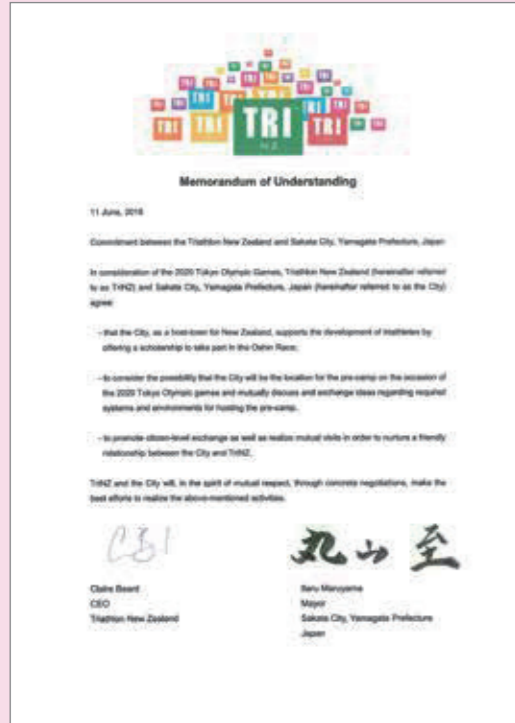 TRI
TRI
TRI
TRI
TRI
NZ
Memorandum of Understanding
11 June, 2018
Commitment between the Triathlon New Zealand and Sakata City, Yamagata Prefecture, Japan
In consideration of the 2020 Tokyo Olympic Games, Triathlon New Zealand (hereinafter referred
to as TriNZ) and Sakata City, Yamagata Prefecture, Japan (hereinafter referred to as the City)
agree:
- that the City, as a host-town for New Zealand, supports the development of triathletes by
offering a scholarship to take part in the Oshin Race;
- to consider the possibility that the City will be the location for the pre-camp on the occasion of
the 2020 Tokyo Olympic games and mutually discuss and exchange ideas regarding required
systems and environments for hosting the pre-camp.
- to promote citizen-level exchange as well as realize mutual visits in order to nurture a friendly
relationship between the City and TriNZ.
TriNZ and the City will, in the spirit of mutual respect, through concrete negotiations, make the
best efforts to realize the above-mentioned activities.
丸山 至
Claire Beard
Itaru Maruyama
CEO
Mayor
Triathlon New Zealand
Sakata City, Yamagata Prefecture
Japan